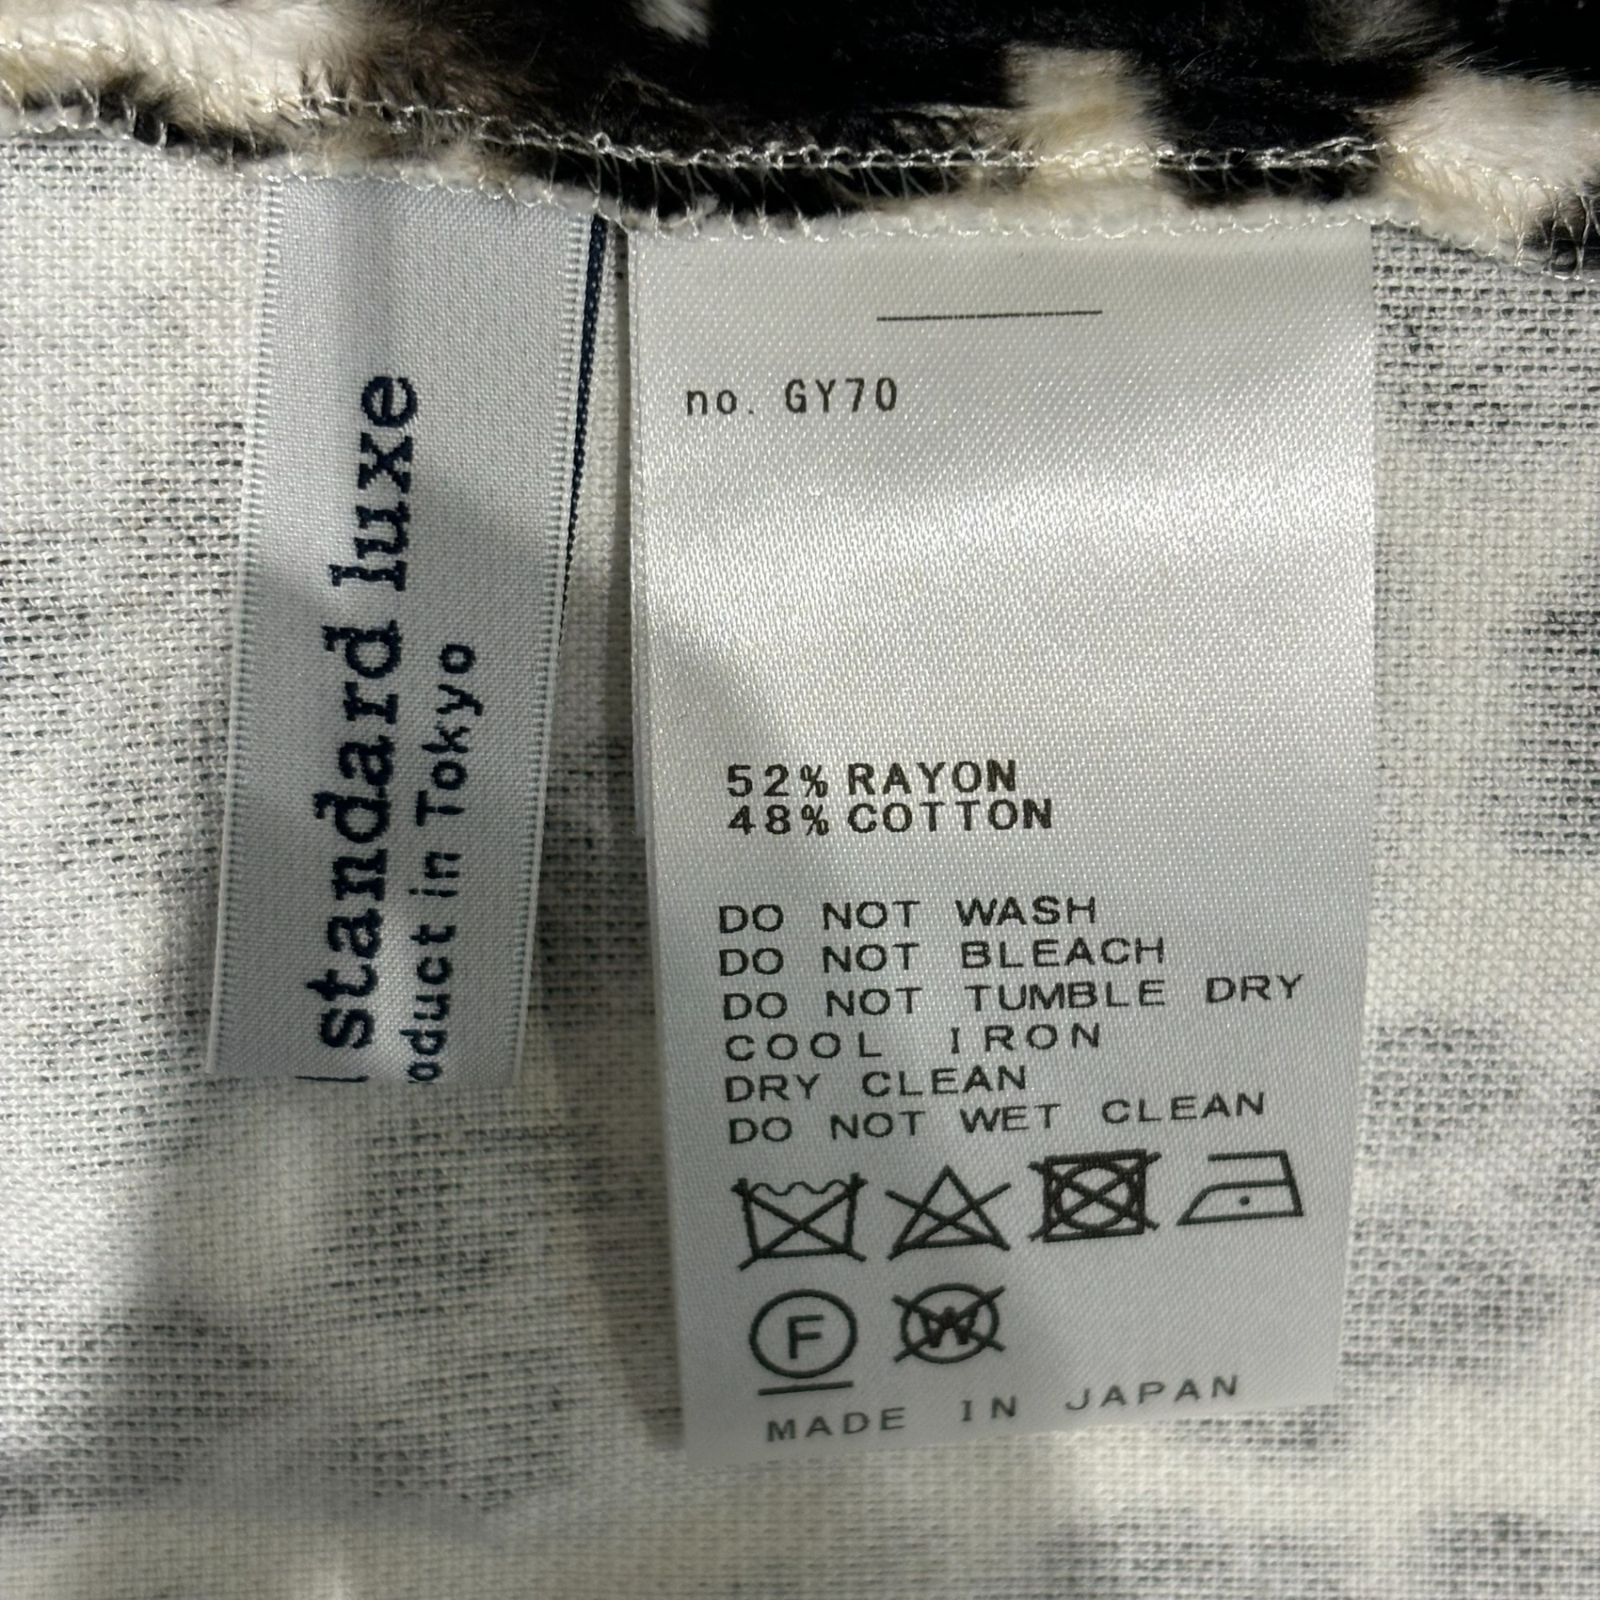 standard luxe
in Tokyo
no. GY70
52% RAYON
48% COTTON
DO NOT WASH
DO NOT BLEACH
DO NOT TUMBLE DRY
COOL IRON
DRY CLEAN
DO NOT WET CLEAN
F
W
MADE IN JAPAN